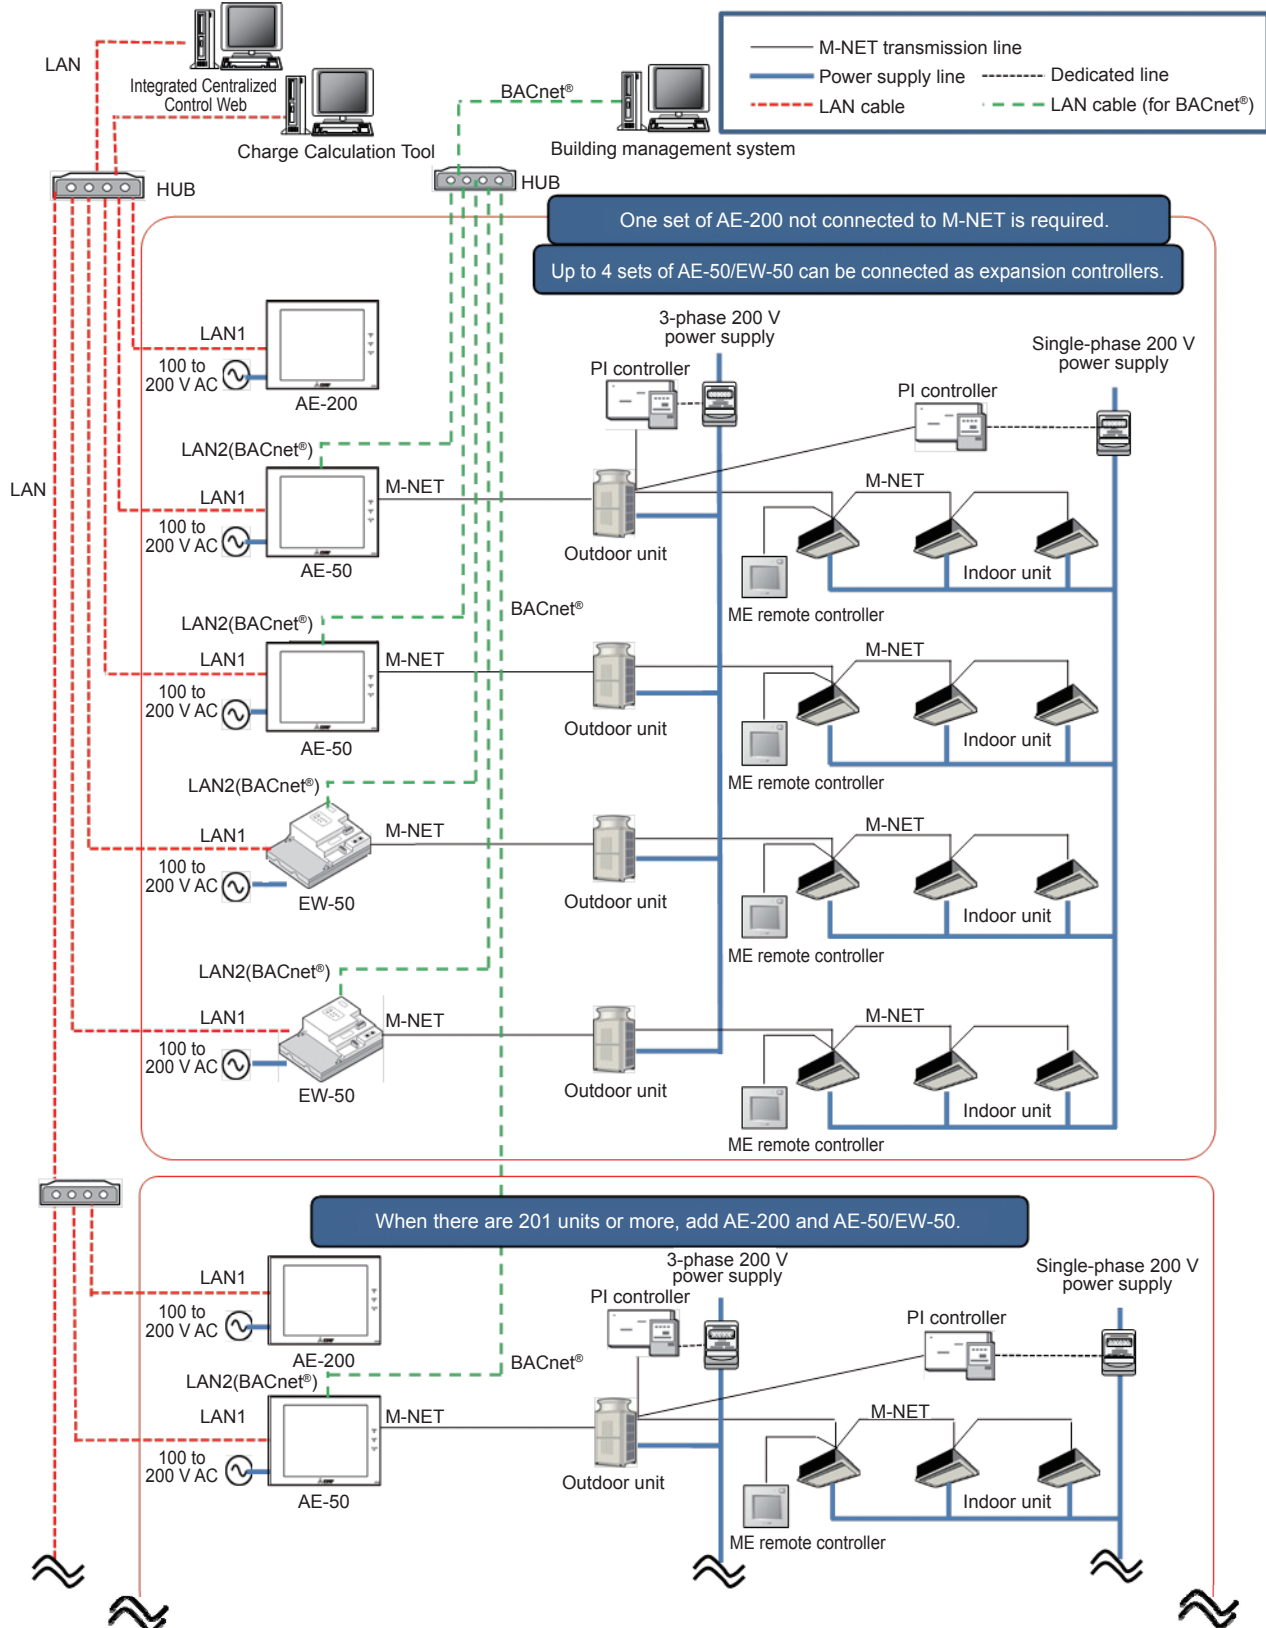 LAN
Integrated Centralized
Control Web
Charge Calculation Tool
HUB
BACnet®
Building management system
HUB
M-NET transmission line
Power supply line
Dedicated line
LAN cable
LAN cable (for BACnet®)
One set of AE-200 not connected to M-NET is required.
Up to 4 sets of AE-50/EW-50 can be connected as expansion controllers.
LAN
LAN1
100 to
200 V AC
AE-200
3-phase 200 V
power supply
PI controller
Single-phase 200 V
power supply
PI controller
LAN2(BACnet®)
LAN1
100 to
200 V AC
AE-50
M-NET
Outdoor unit
M-NET
Indoor unit
ME remote controller
BACnet®
LAN2(BACnet®)
LAN1
100 to
200 V AC
AE-50
M-NET
Outdoor unit
M-NET
Indoor unit
ME remote controller
LAN2(BACnet®)
LAN1
100 to
200 V AC
EW-50
M-NET
Outdoor unit
M-NET
Indoor unit
ME remote controller
LAN2(BACnet®)
LAN1
100 to
200 V AC
EW-50
M-NET
Outdoor unit
M-NET
Indoor unit
ME remote controller
When there are 201 units or more, add AE-200 and AE-50/EW-50.
LAN1
100 to
200 V AC
AE-200
3-phase 200 V
power supply
PI controller
Single-phase 200 V
power supply
PI controller
BACnet®
LAN2(BACnet®)
LAN1
100 to
200 V AC
AE-50
M-NET
Outdoor unit
M-NET
Indoor unit
ME remote controller